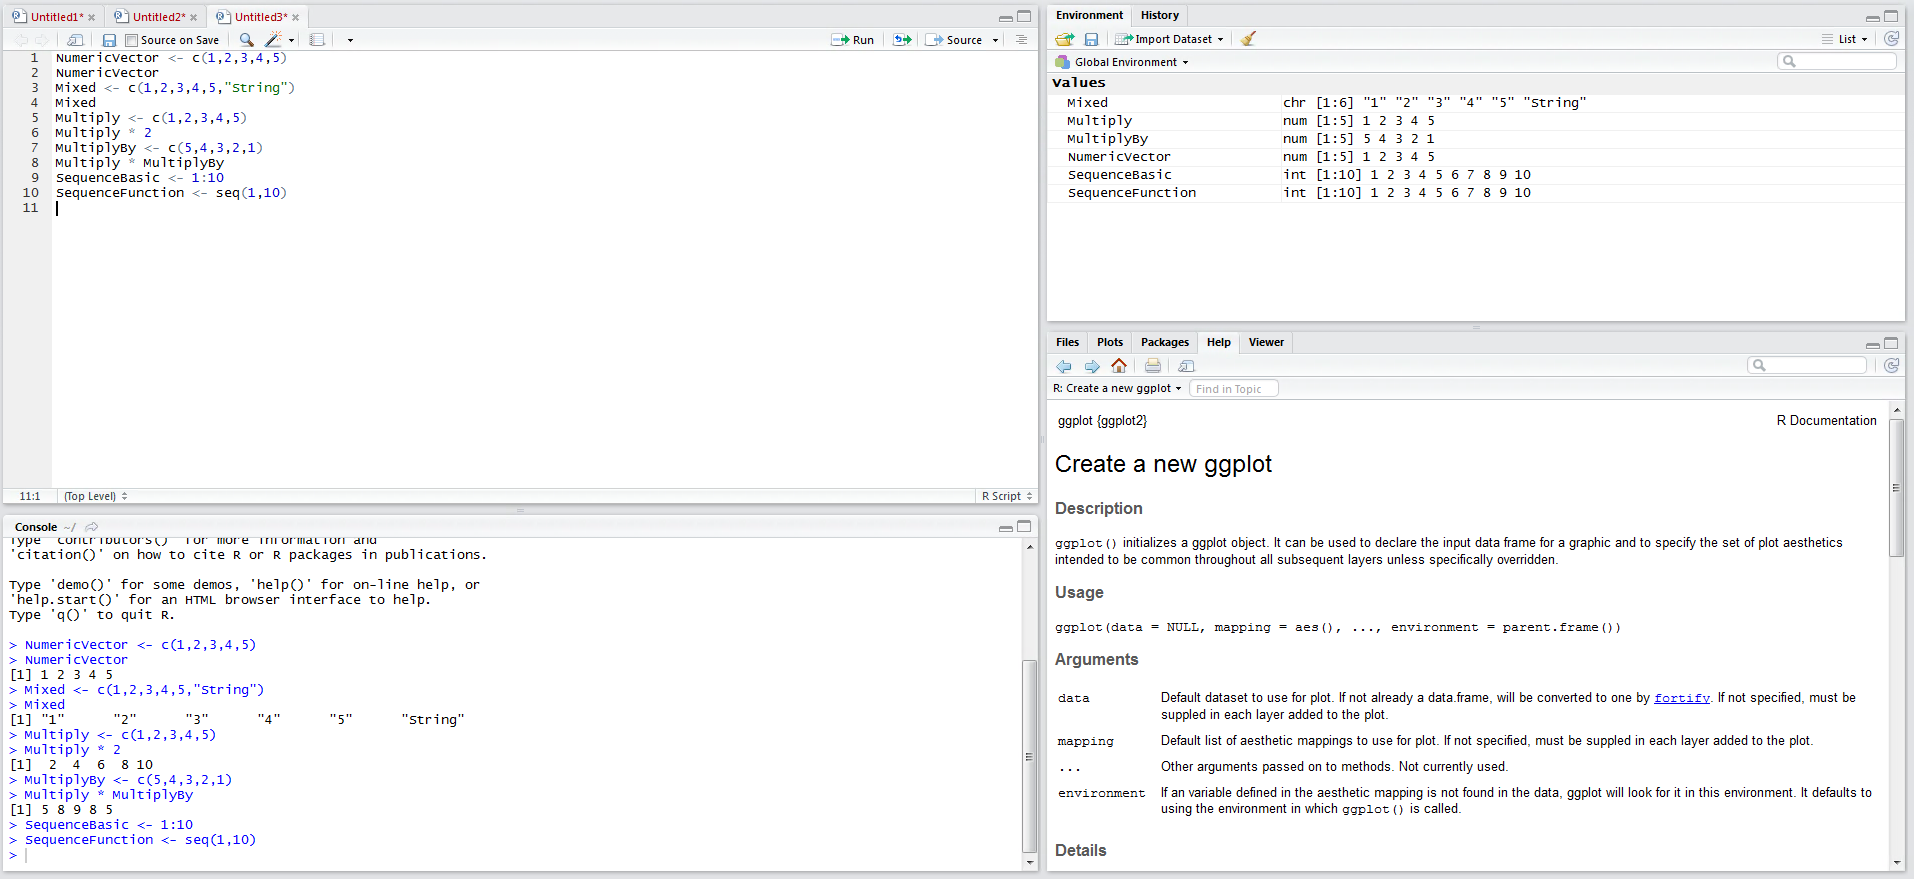 Untitled1* × Untitled2* × Untitled3* ×
Source on Save Run Source
1 NumericVector <- c(1,2,3,4,5)
2 NumericVector
3 Mixed <- c(1,2,3,4,5,"String")
4 Mixed
5 Multiply <- c(1,2,3,4,5)
6 Multiply * 2
7 MultiplyBy <- c(5,4,3,2,1)
8 Multiply * MultiplyBy
9 SequenceBasic <- 1:10
10 SequenceFunction <- seq(1,10)
11
11:1 (Top Level) R Script
Console ~/
Type 'contributors()' for more information and
'citation()' on how to cite R or R packages in publications.
Type 'demo()' for some demos, 'help()' for on-line help, or
'help.start()' for an HTML browser interface to help.
Type 'q()' to quit R.
> NumericVector <- c(1,2,3,4,5)
> NumericVector
[1] 1 2 3 4 5
> Mixed <- c(1,2,3,4,5,"String")
> Mixed
[1] "1" "2" "3" "4" "5" "String"
> Multiply <- c(1,2,3,4,5)
> Multiply * 2
[1] 2 4 6 8 10
> MultiplyBy <- c(5,4,3,2,1)
> Multiply * MultiplyBy
[1] 5 8 9 8 5
> SequenceBasic <- 1:10
> SequenceFunction <- seq(1,10)
>
Environment History
Import Dataset List
Global Environment
Values
Mixed chr [1:6] "1" "2" "3" "4" "5" "String"
Multiply num [1:5] 1 2 3 4 5
MultiplyBy num [1:5] 5 4 3 2 1
NumericVector num [1:5] 1 2 3 4 5
SequenceBasic int [1:10] 1 2 3 4 5 6 7 8 9 10
SequenceFunction int [1:10] 1 2 3 4 5 6 7 8 9 10
Files Plots Packages Help Viewer
R: Create a new ggplot Find in Topic
ggplot {ggplot2} R Documentation
Create a new ggplot
Description
ggplot() initializes a ggplot object. It can be used to declare the input data frame for a graphic and to specify the set of plot aesthetics
intended to be common throughout all subsequent layers unless specifically overridden.
Usage
ggplot(data = NULL, mapping = aes(), ..., environment = parent.frame())
Arguments
data Default dataset to use for plot. If not already a data.frame, will be converted to one by fortify. If not specified, must be
suppled in each layer added to the plot.
mapping Default list of aesthetic mappings to use for plot. If not specified, must be suppled in each layer added to the plot.
... Other arguments passed on to methods. Not currently used.
environment If an variable defined in the aesthetic mapping is not found in the data, ggplot will look for it in this environment. It defaults to
using the environment in which ggplot() is called.
Details